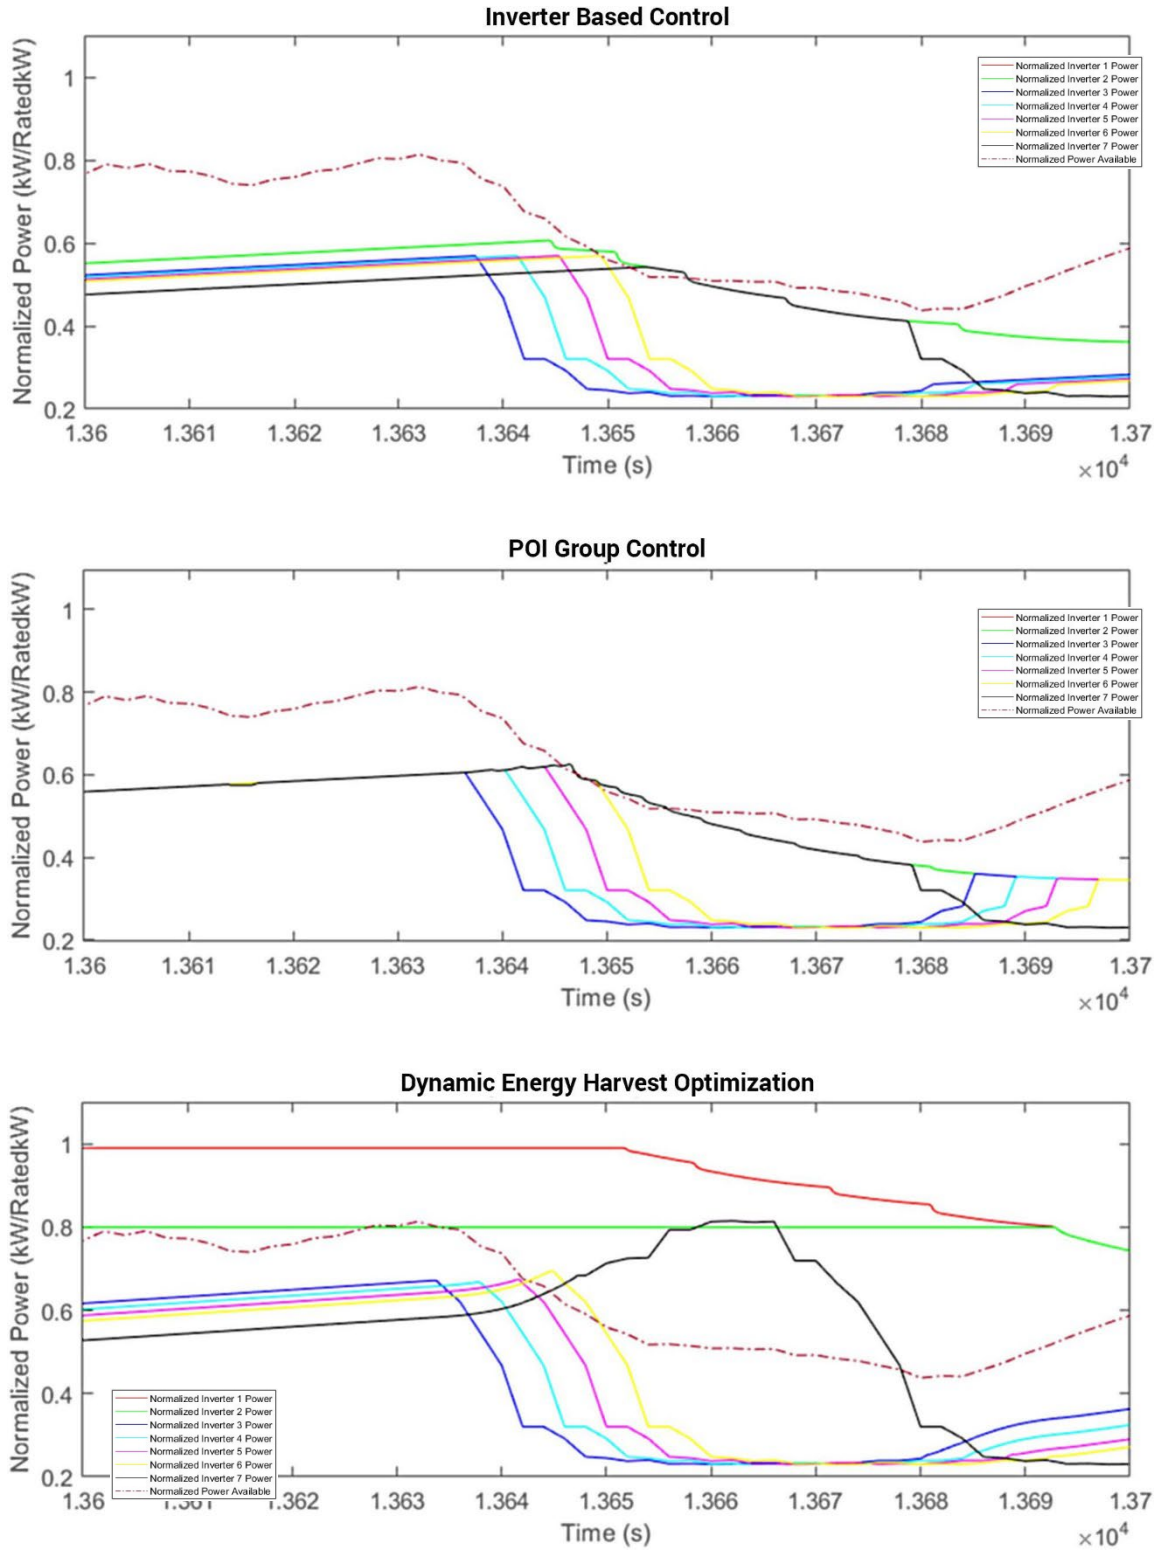 Inverter Based Control
Normalized Power (kW/RatedkW)
1
0.8
0.6
0.4
0.2
Normalized Inverter 1 Power
Normalized Inverter 2 Power
Normalized Inverter 3 Power
Normalized Inverter 4 Power
Normalized Inverter 5 Power
Normalized Inverter 6 Power
Normalized Inverter 7 Power
Normalized Power Available
1.36 1.361 1.362 1.363 1.364 1.365 1.366 1.367 1.368 1.369 1.37
Time (s)
×10⁴
POI Group Control
Normalized Power (kW/RatedkW)
1
0.8
0.6
0.4
0.2
Normalized Inverter 1 Power
Normalized Inverter 2 Power
Normalized Inverter 3 Power
Normalized Inverter 4 Power
Normalized Inverter 5 Power
Normalized Inverter 6 Power
Normalized Inverter 7 Power
Normalized Power Available
1.36 1.361 1.362 1.363 1.364 1.365 1.366 1.367 1.368 1.369 1.37
Time (s)
×10⁴
Dynamic Energy Harvest Optimization
Normalized Power (kW/RatedkW)
1
0.8
0.6
0.4
0.2
Normalized Inverter 1 Power
Normalized Inverter 2 Power
Normalized Inverter 3 Power
Normalized Inverter 4 Power
Normalized Inverter 5 Power
Normalized Inverter 6 Power
Normalized Inverter 7 Power
Normalized Power Available
1.36 1.361 1.362 1.363 1.364 1.365 1.366 1.367 1.368 1.369 1.37
Time (s)
×10⁴